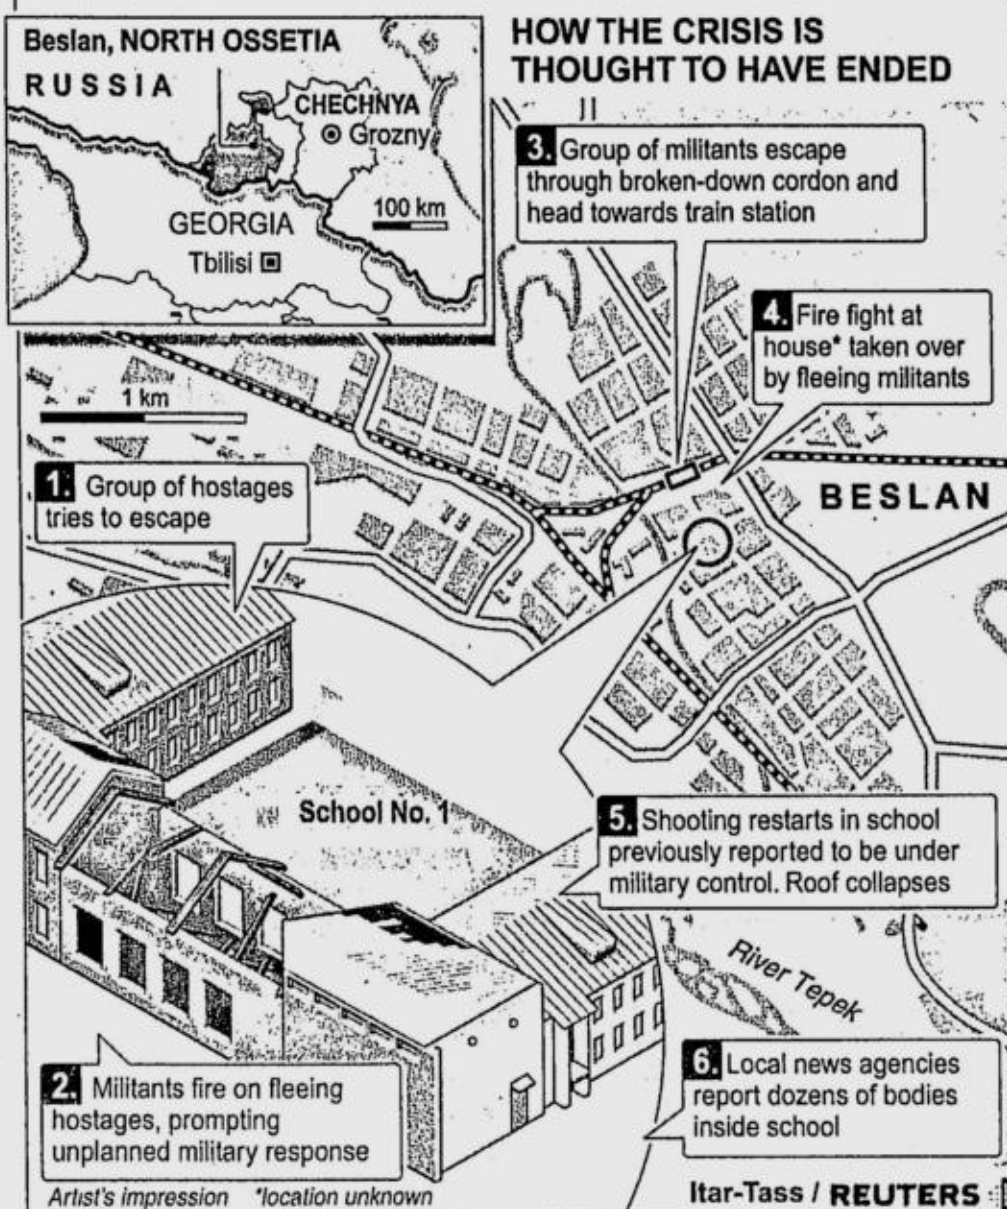 Beslan, NORTH OSSETIA
RUSSIA
CHECHNYA
Grozny
100 km
GEORGIA
Tbilisi
HOW THE CRISIS IS
THOUGHT TO HAVE ENDED
3. Group of militants escape
through broken-down cordon and
head towards train station
4. Fire fight at
house* taken over
by fleeing militants
1 km
BESLAN
1. Group of hostages
tries to escape
School No. 1
5. Shooting restarts in school
previously reported to be under
military control. Roof collapses
River Tepek
2. Militants fire on fleeing
hostages, prompting
unplanned military response
6. Local news agencies
report dozens of bodies
inside school
Artist's impression *location unknown
Itar-Tass / REUTERS